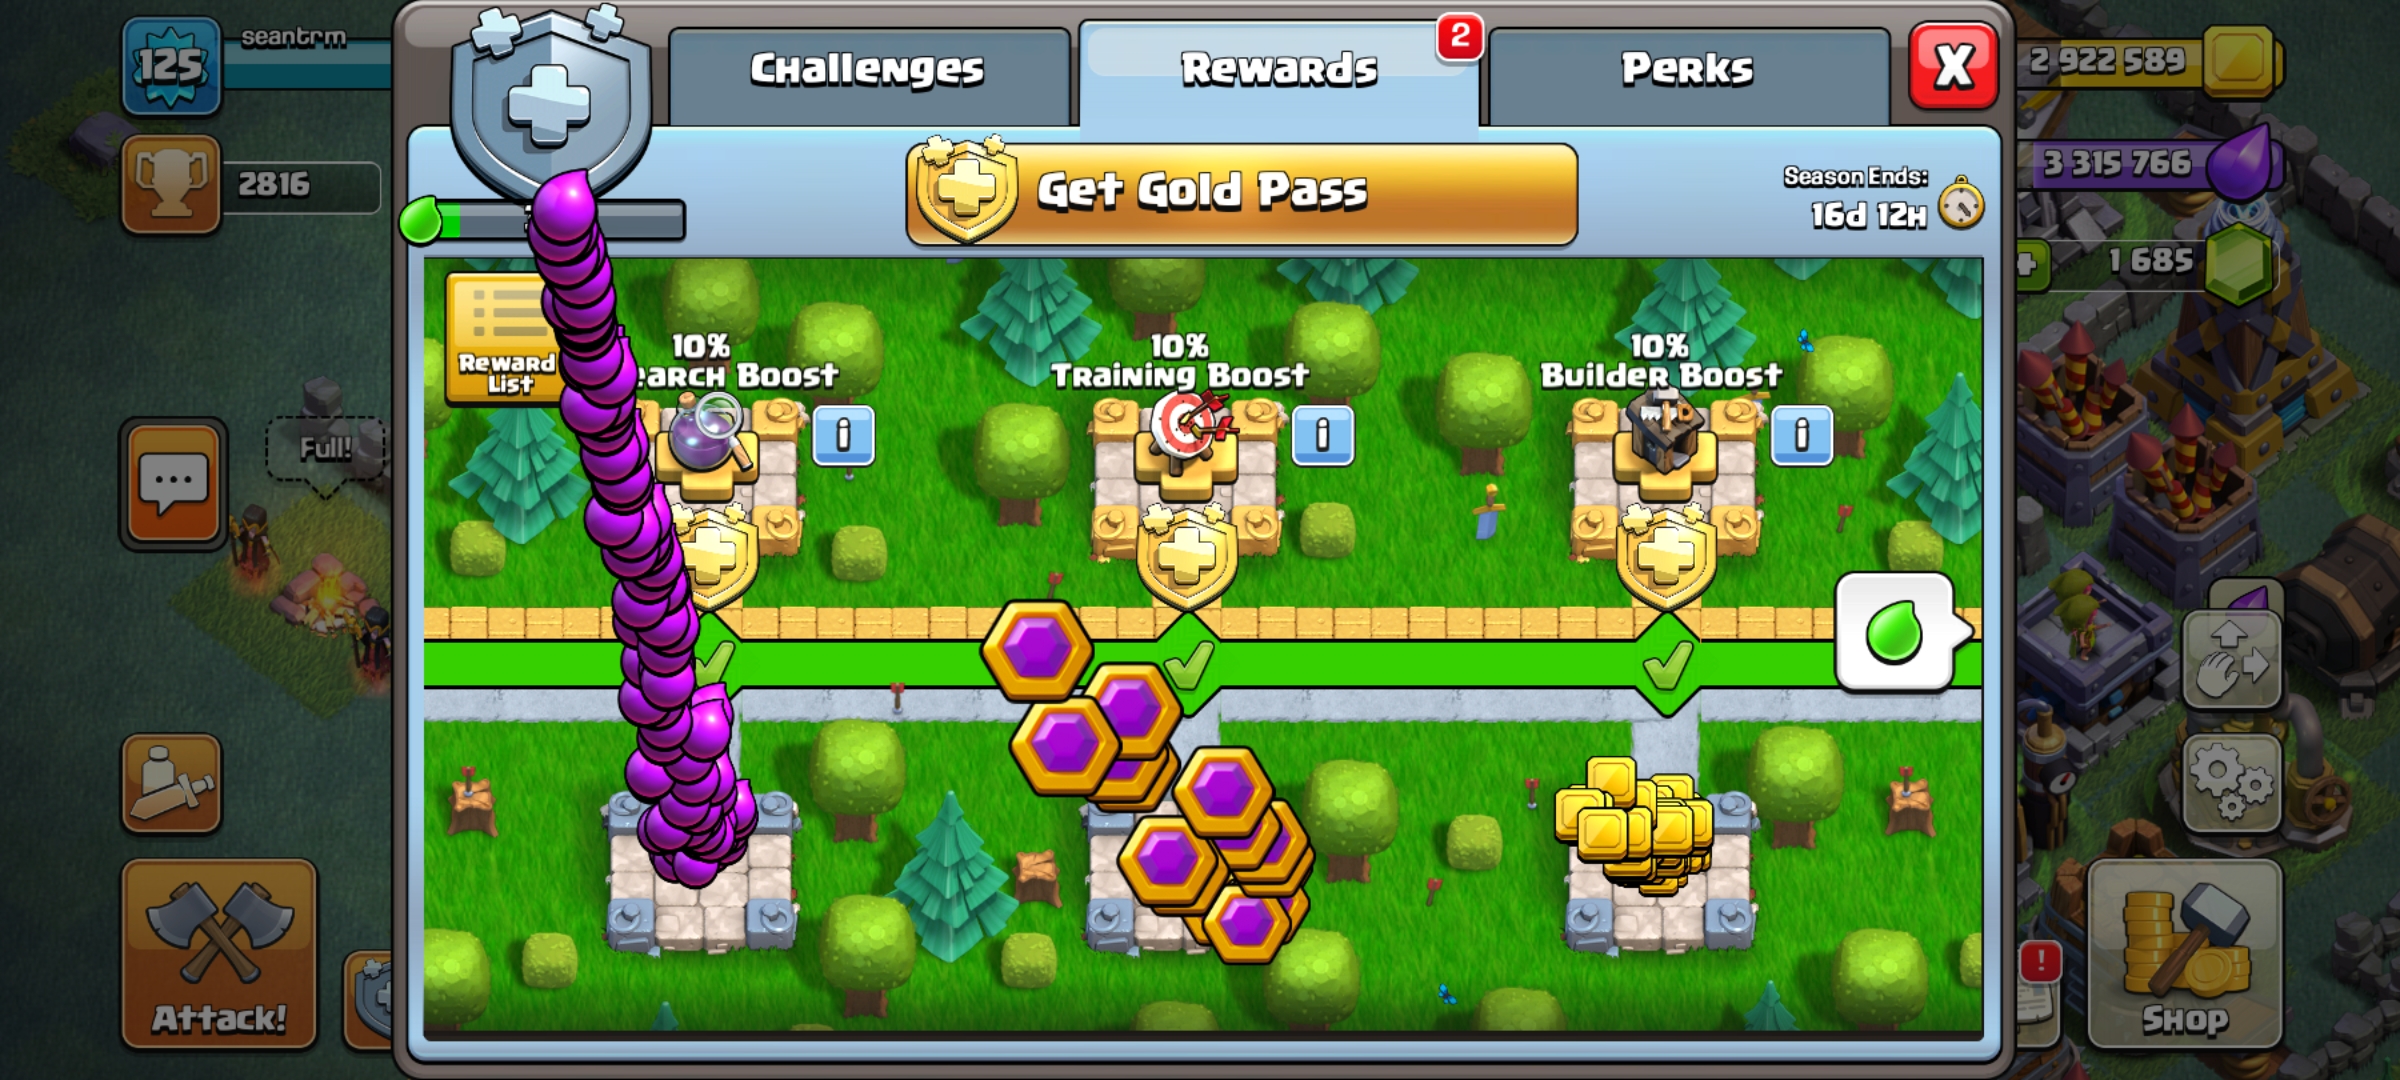 125
seantrm
2816
Challenges
Rewards
2
Perks
X
2 922 589
3 315 766
1 685
Get Gold Pass
Season Ends:
16d 12H
Reward
List
10%
Boost
10%
Training Boost
10%
Builder Boost
i
i
i
Full!
Attack!
!
Shop